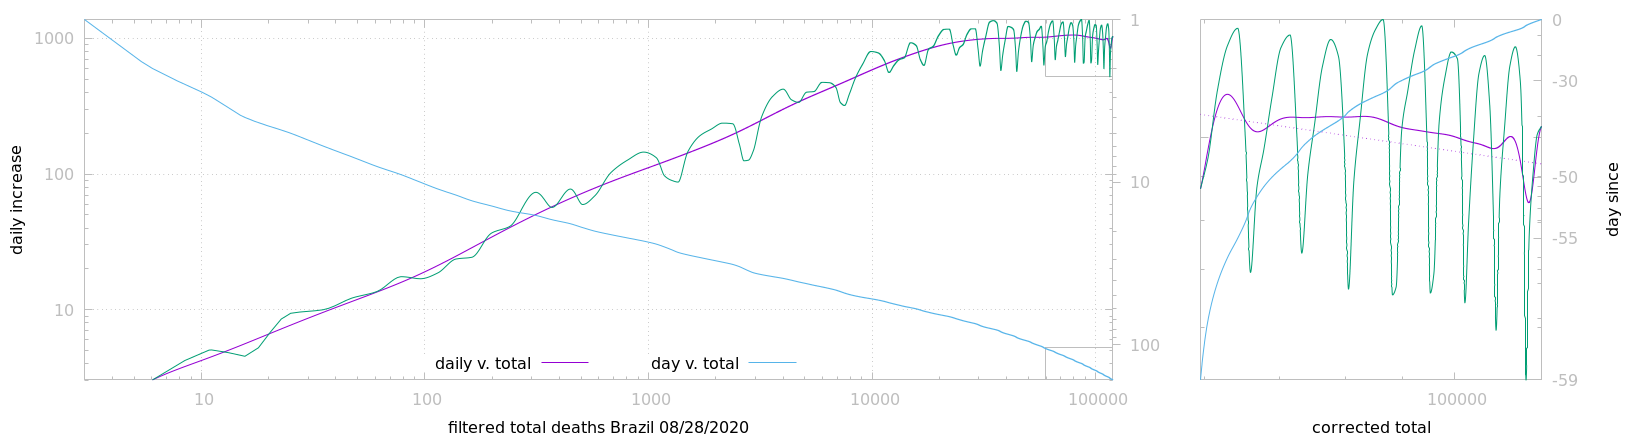 1000
100
10
daily increase
10
100
1000
10000
100000
filtered total deaths Brazil 08/28/2020
daily v. total
day v. total
1
10
100
100000
corrected total
0
-30
-50
-55
-59
day since